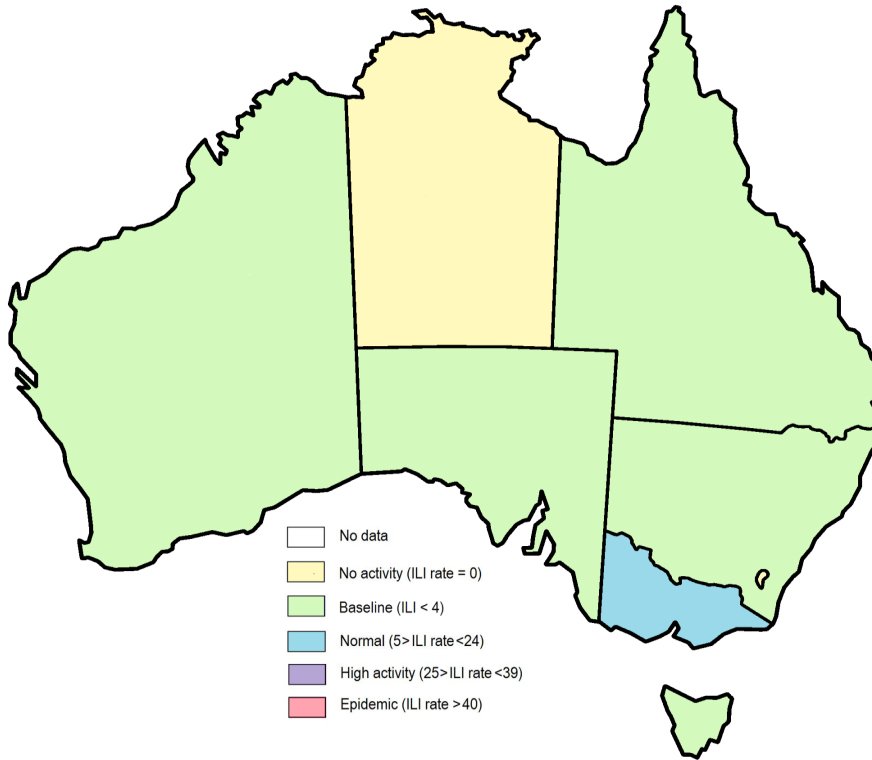 No data
No activity (ILI rate = 0)
Baseline (ILI < 4)
Normal (5> ILI rate<24)
High activity (25> ILI rate <39)
Epidemic (ILI rate >40)